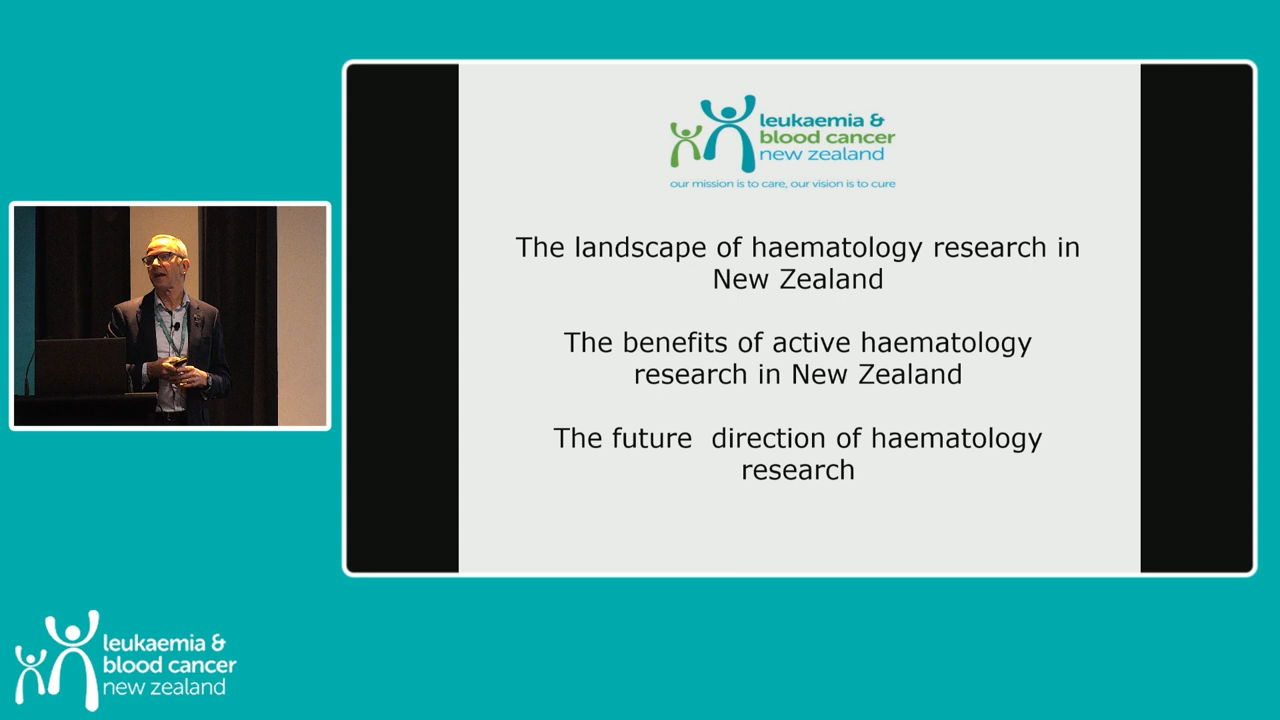 leukaemia &
blood cancer
new zealand
our mission is to care, our vision is to cure
The landscape of haematology research in
New Zealand
The benefits of active haematology
research in New Zealand
The future direction of haematology
research
leukaemia &
blood cancer
new zealand